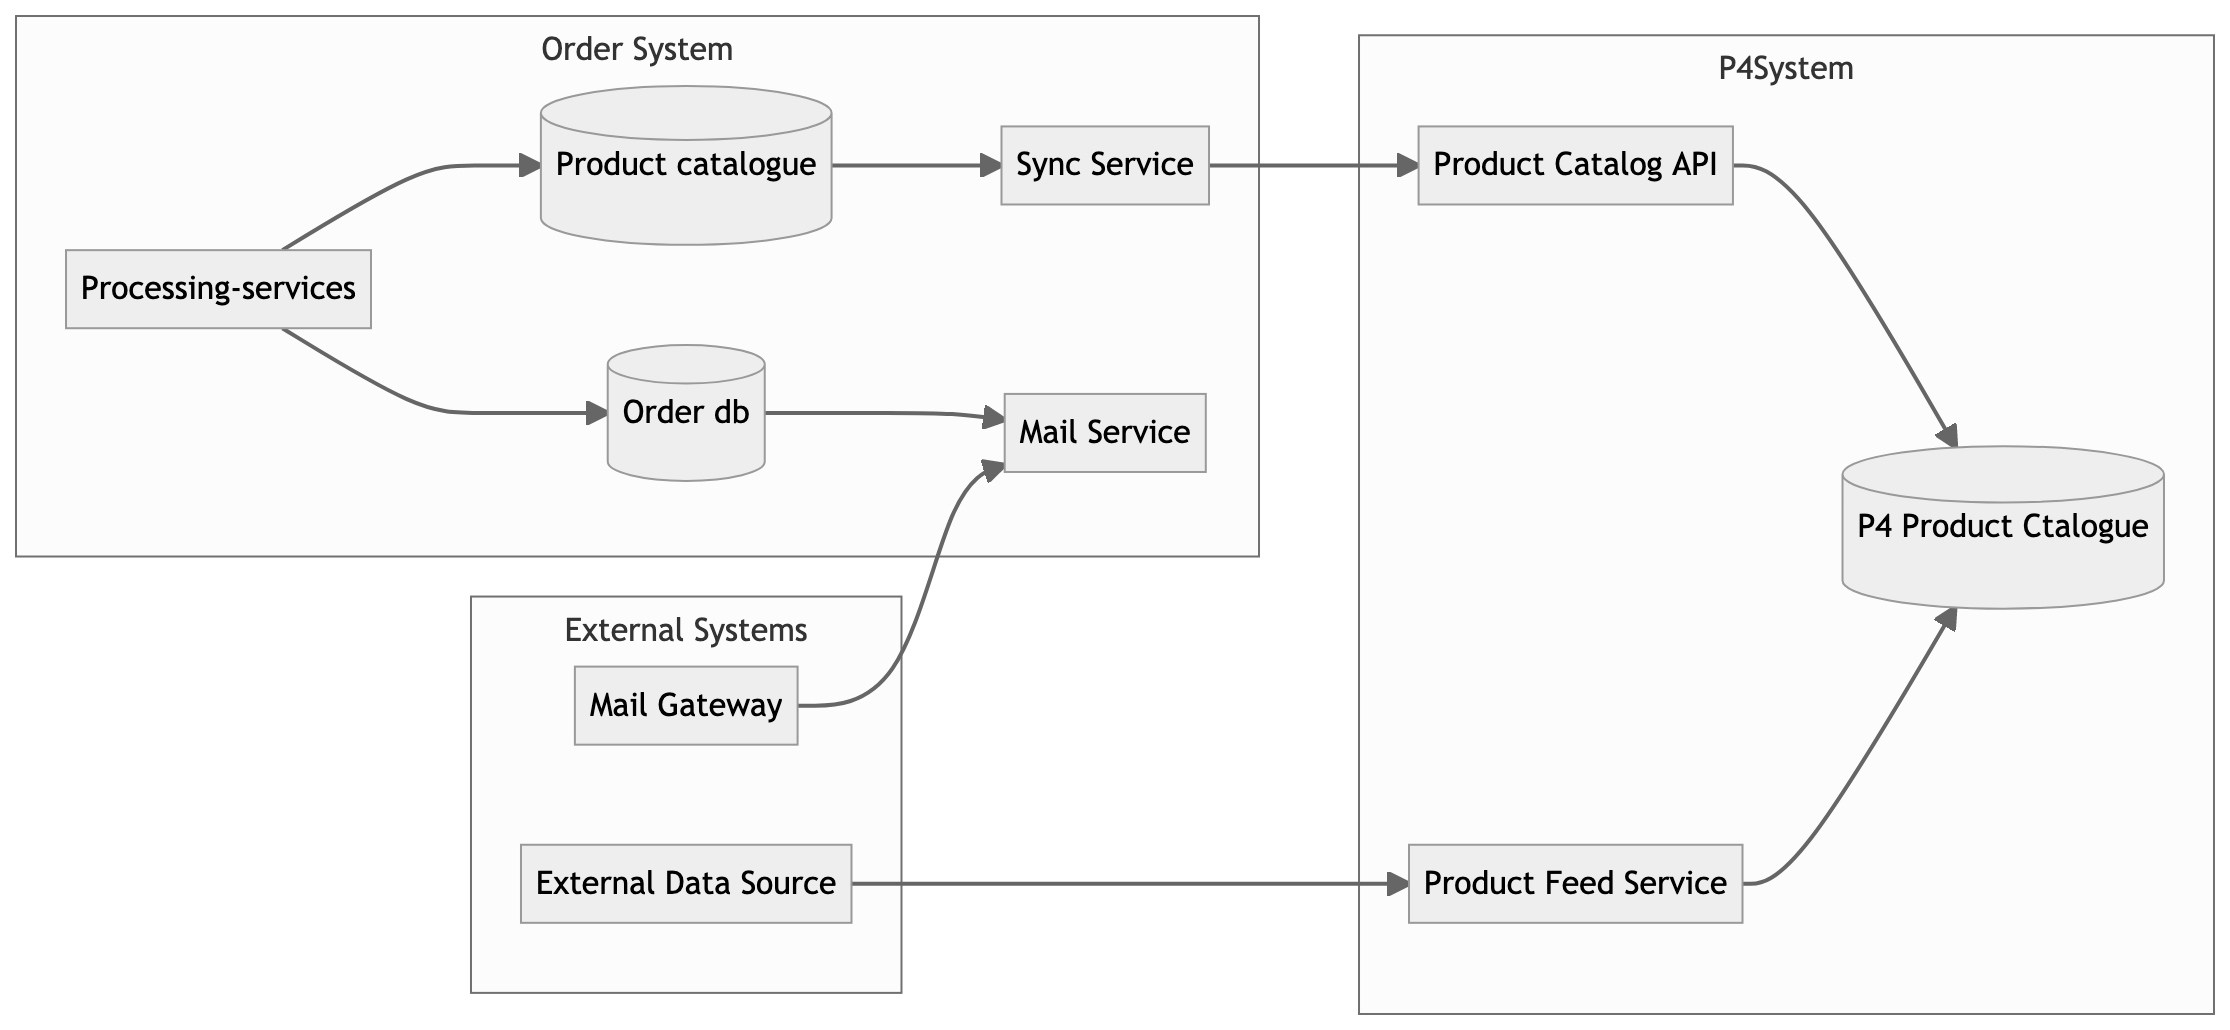 Order System
Product catalogue
Sync Service
Processing-services
Order db
Mail Service
External Systems
Mail Gateway
External Data Source
P4System
Product Catalog API
P4 Product Ctalogue
Product Feed Service